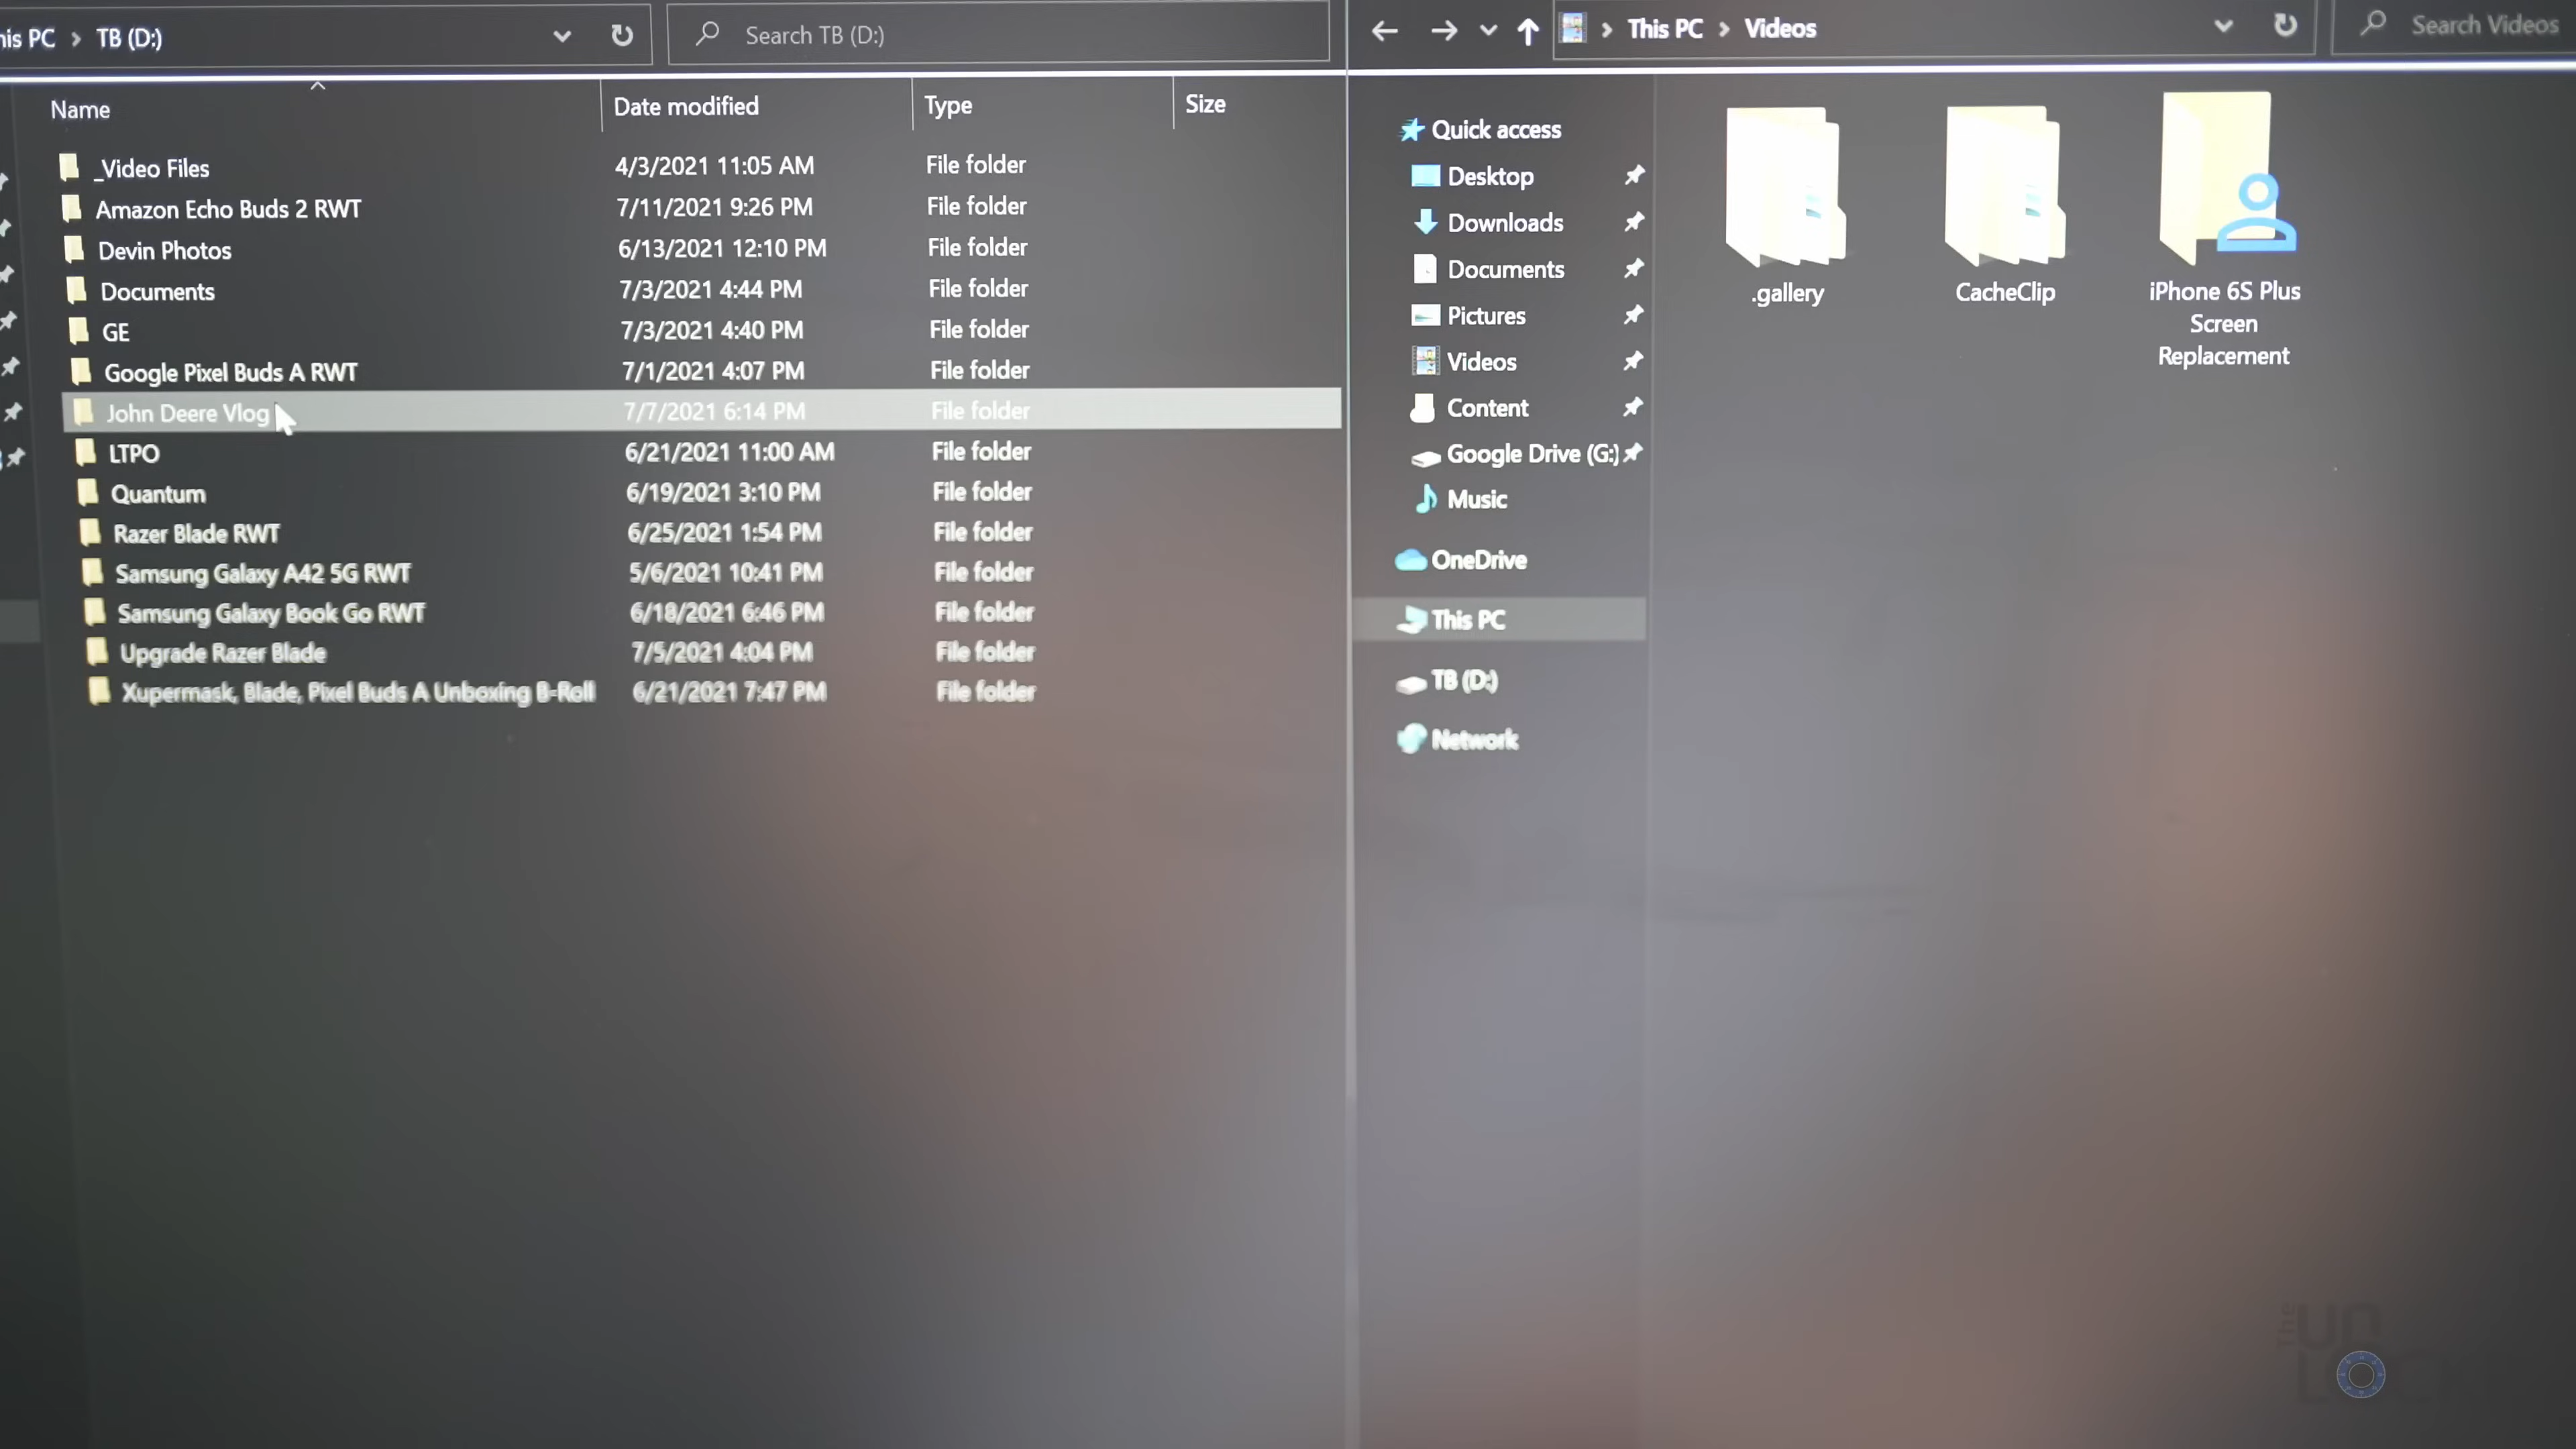 his PC > TB (D:)
Search TB (D:)
Name Date modified Type Size
_Video Files 4/3/2021 11:05 AM File folder
Amazon Echo Buds 2 RWT 7/11/2021 9:26 PM File folder
Devin Photos 6/13/2021 12:10 PM File folder
Documents 7/3/2021 4:44 PM File folder
GE 7/3/2021 4:40 PM File folder
Google Pixel Buds A RWT 7/1/2021 4:07 PM File folder
John Deere Vlog 7/7/2021 6:14 PM File folder
LTPO 6/21/2021 11:00 AM File folder
Quantum 6/19/2021 3:10 PM File folder
Razer Blade RWT 6/25/2021 1:54 PM File folder
Samsung Galaxy A42 5G RWT 5/6/2021 10:41 PM File folder
Samsung Galaxy Book Go RWT 6/18/2021 6:46 PM File folder
Upgrade Razer Blade 7/5/2021 4:04 PM File folder
Xupermask, Blade, Pixel Buds A Unboxing B-Roll 6/21/2021 7:47 PM File folder
> This PC > Videos
Search Videos
Quick access
Desktop
Downloads
Documents
Pictures
Videos
Content
Google Drive (G:)
Music
OneDrive
This PC
TB (D:)
Network
.gallery
CacheClip
iPhone 6S Plus
Screen
Replacement
THE
UN